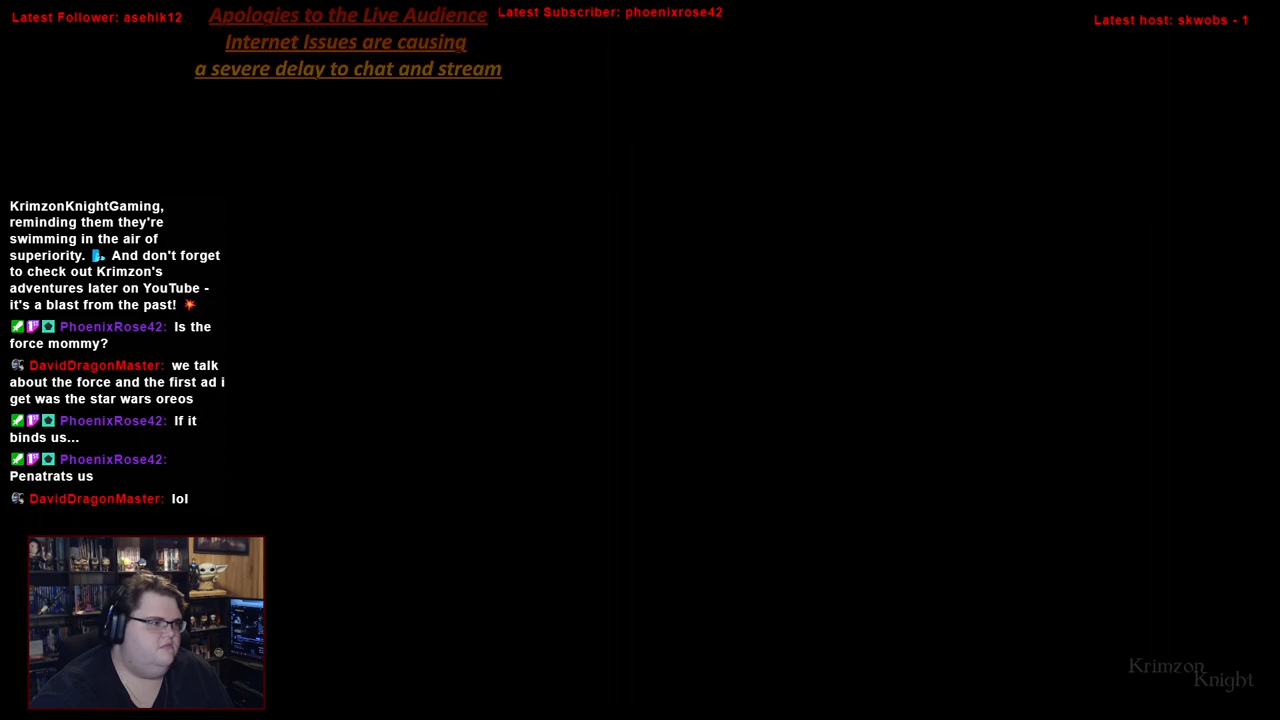 Latest Follower: asehik12
Apologies to the Live Audience
Internet Issues are causing
a severe delay to chat and stream
Latest Subscriber: phoenixrose42
Latest host: skwobs - 1
KrimzonKnightGaming,
reminding them they're
swimming in the air of
superiority. 🌬️ And don't forget
to check out Krimzon's
adventures later on YouTube -
it's a blast from the past! 💥
PhoenixRose42: Is the
force mommy?
DavidDragonMaster: we talk
about the force and the first ad i
get was the star wars oreos
PhoenixRose42: If it
binds us...
PhoenixRose42:
Penatrats us
DavidDragonMaster: lol
Krimzon
Knight